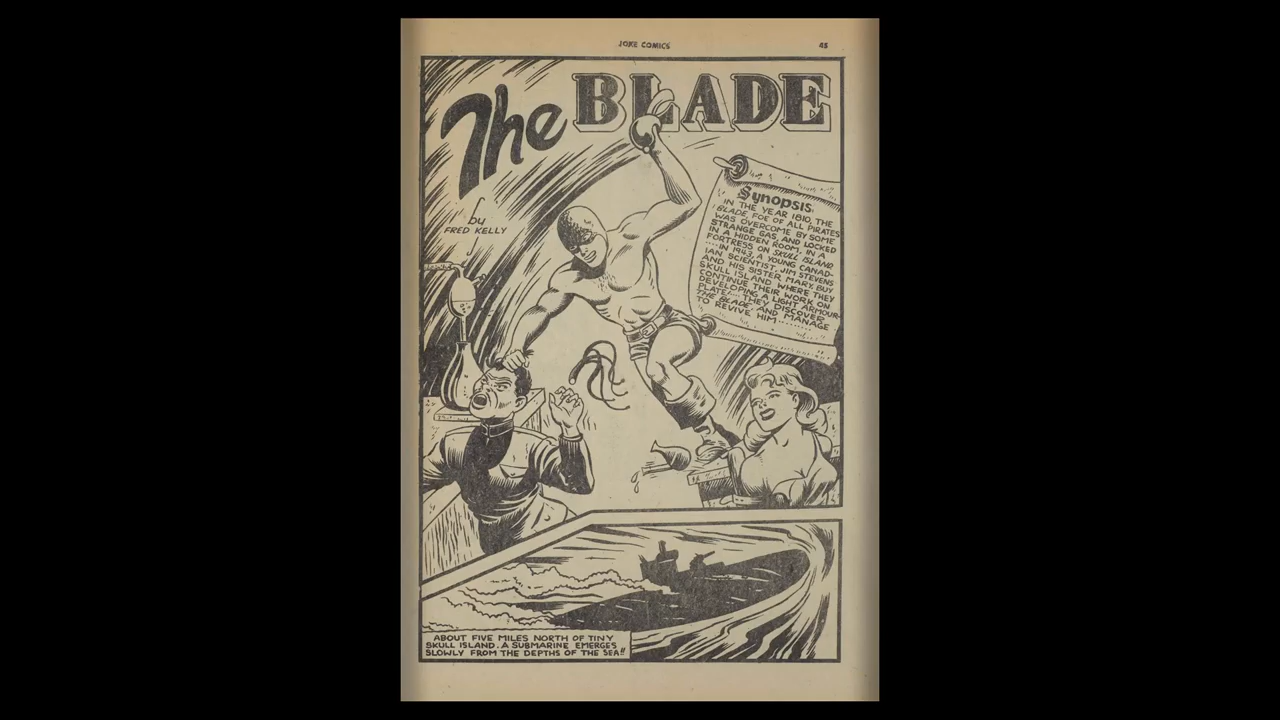 JOKE COMICS 45
The BLADE
by
FRED KELLY
Synopsis
IN THE YEAR 1810, THE
BLADE, FOE OF ALL PIRATES
WAS OVERCOME BY SOME
STRANGE GAS, AND LOCKED
IN A HIDDEN ROOM, IN A
FORTRESS ON SKULL ISLAND
....IN 1943, A YOUNG CANAD-
IAN SCIENTIST, JIM STEVENS
AND HIS SISTER MARY, BUY
SKULL ISLAND WHERE THEY
CONTINUE THEIR WORK ON
DEVELOPING A LIGHT ARMOUR-
PLATE! THEY DISCOVER
THE BLADE AND MANAGE
TO REVIVE HIM........
ABOUT FIVE MILES NORTH OF TINY
SKULL ISLAND. A SUBMARINE EMERGES
SLOWLY FROM THE DEPTHS OF THE SEA!!